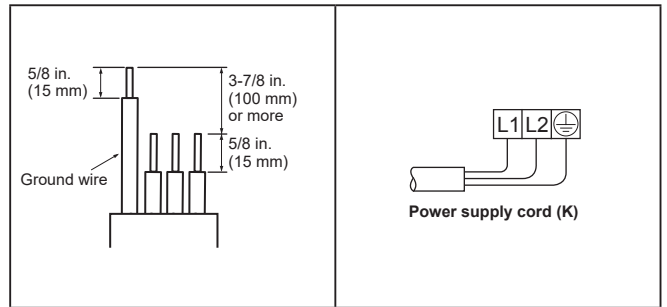 5/8 in.
(15 mm)
3-7/8 in.
(100 mm)
or more
5/8 in.
(15 mm)
Ground wire
L1 L2
Power supply cord (K)